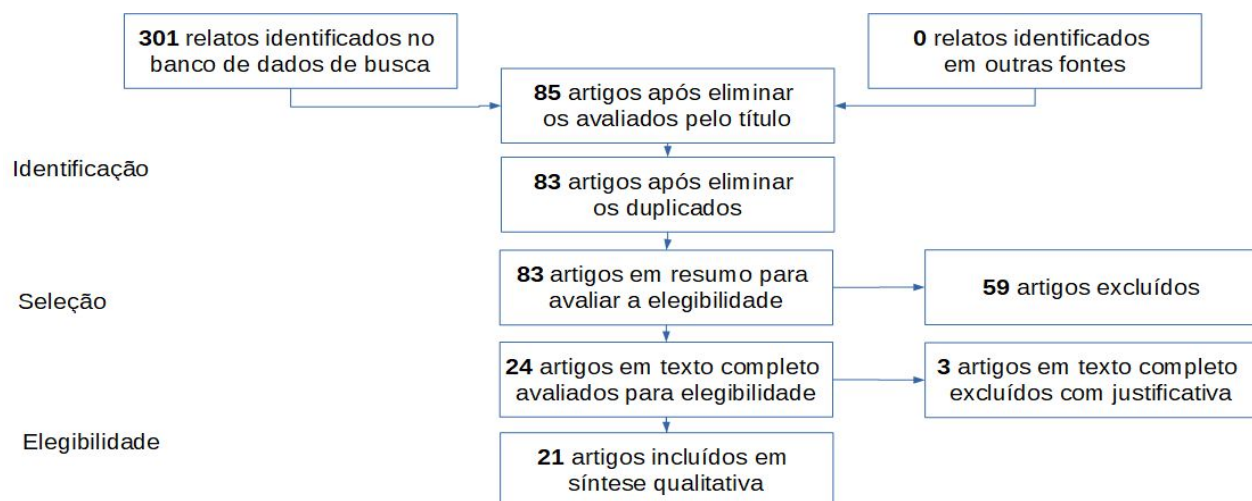 301 relatos identificados no
banco de dados de busca
0 relatos identificados
em outras fontes
85 artigos após eliminar
os avaliados pelo título
Identificação
83 artigos após eliminar
os duplicados
Seleção
83 artigos em resumo para
avaliar a elegibilidade
59 artigos excluídos
24 artigos em texto completo
avaliados para elegibilidade
3 artigos em texto completo
excluídos com justificativa
Elegibilidade
21 artigos incluídos em
síntese qualitativa